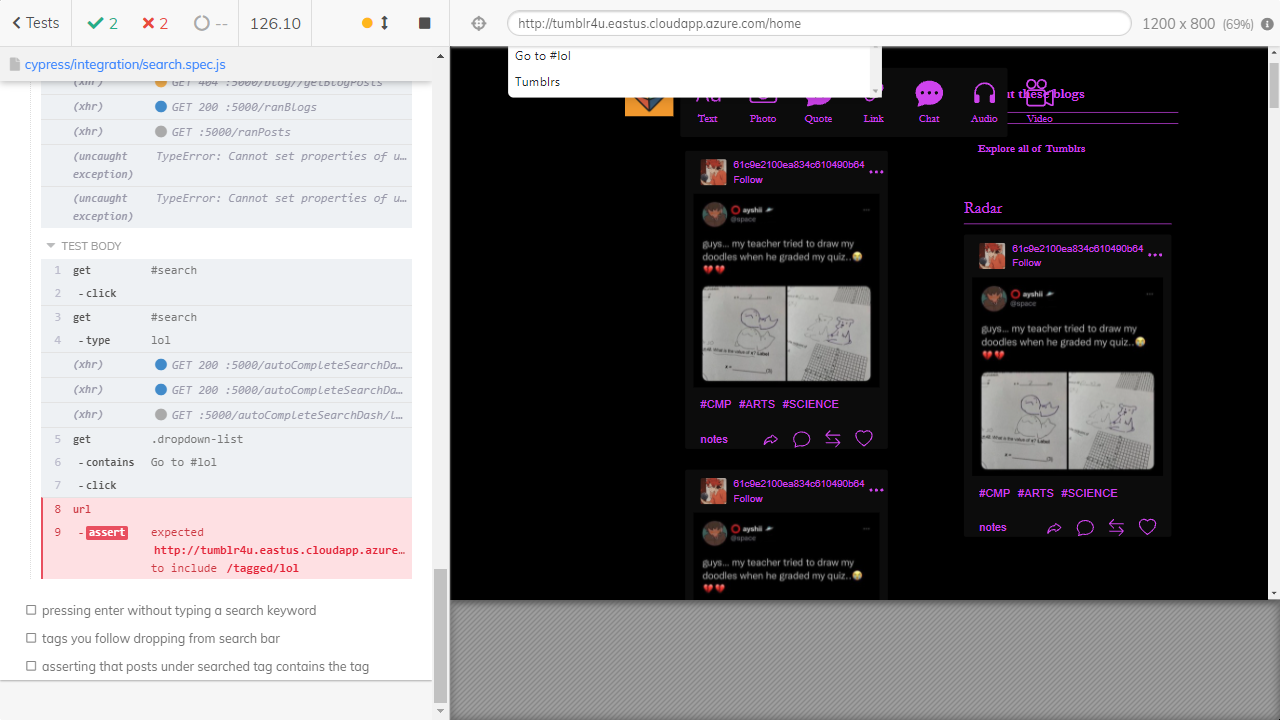 Tests
2
2
--
126.10
http://tumblr4u.eastus.cloudapp.azure.com/home
1200 x 800 (69%)
cypress/integration/search.spec.js
(xhr) GET 404 :5000/blog//getBlogPosts
(xhr) GET 200 :5000/ranBlogs
(xhr) GET :5000/ranPosts
(uncaught exception) TypeError: Cannot set properties of u…
(uncaught exception) TypeError: Cannot set properties of u…
TEST BODY
1 get #search
2 -click
3 get #search
4 -type lol
(xhr) GET 200 :5000/autoCompleteSearchDa…
(xhr) GET 200 :5000/autoCompleteSearchDa…
(xhr) GET :5000/autoCompleteSearchDash/l…
5 get .dropdown-list
6 -contains Go to #lol
7 -click
8 url
9 -assert expected
http://tumblr4u.eastus.cloudapp.azure…
to include /tagged/lol
pressing enter without typing a search keyword
tags you follow dropping from search bar
asserting that posts under searched tag contains the tag
Go to #lol
Tumblrs
Text
Photo
Quote
Link
Chat
Audio
Video
these blogs
Explore all of Tumblrs
61c9e2100ea834c610490b64
Follow
ayshii
@space
guys... my teacher tried to draw my
doodles when he graded my quiz..😭
💔💔
#CMP #ARTS #SCIENCE
notes
61c9e2100ea834c610490b64
Follow
ayshii
@space
guys... my teacher tried to draw my
doodles when he graded my quiz..😭
💔💔
Radar
61c9e2100ea834c610490b64
Follow
ayshii
@space
guys... my teacher tried to draw my
doodles when he graded my quiz..😭
💔💔
#CMP #ARTS #SCIENCE
notes